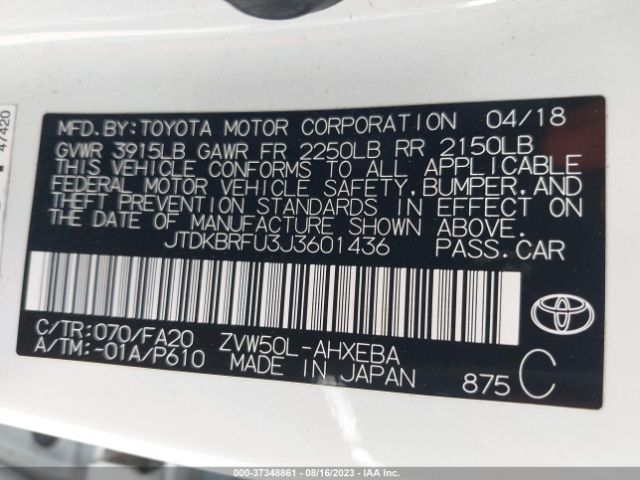 MFD.BY:TOYOTA MOTOR CORPORATION 04/18
GVWR 3915LB GAWR FR 2250LB RR 2150LB
THIS VEHICLE CONFORMS TO ALL APPLICABLE
FEDERAL MOTOR VEHICLE SAFETY, BUMPER, AND
THEFT PREVENTION STANDARDS IN EFFECT ON
THE DATE OF MANUFACTURE SHOWN ABOVE.
JTDKBRFU3J3601436 PASS.CAR
C/TR:070/FA20 ZVW50L-AHXEBA
A/TM:-01A/P610 MADE IN JAPAN 875 C
TOYOTA
47420
000-37348861 - 08/16/2023 - Copyright IAA, Inc.